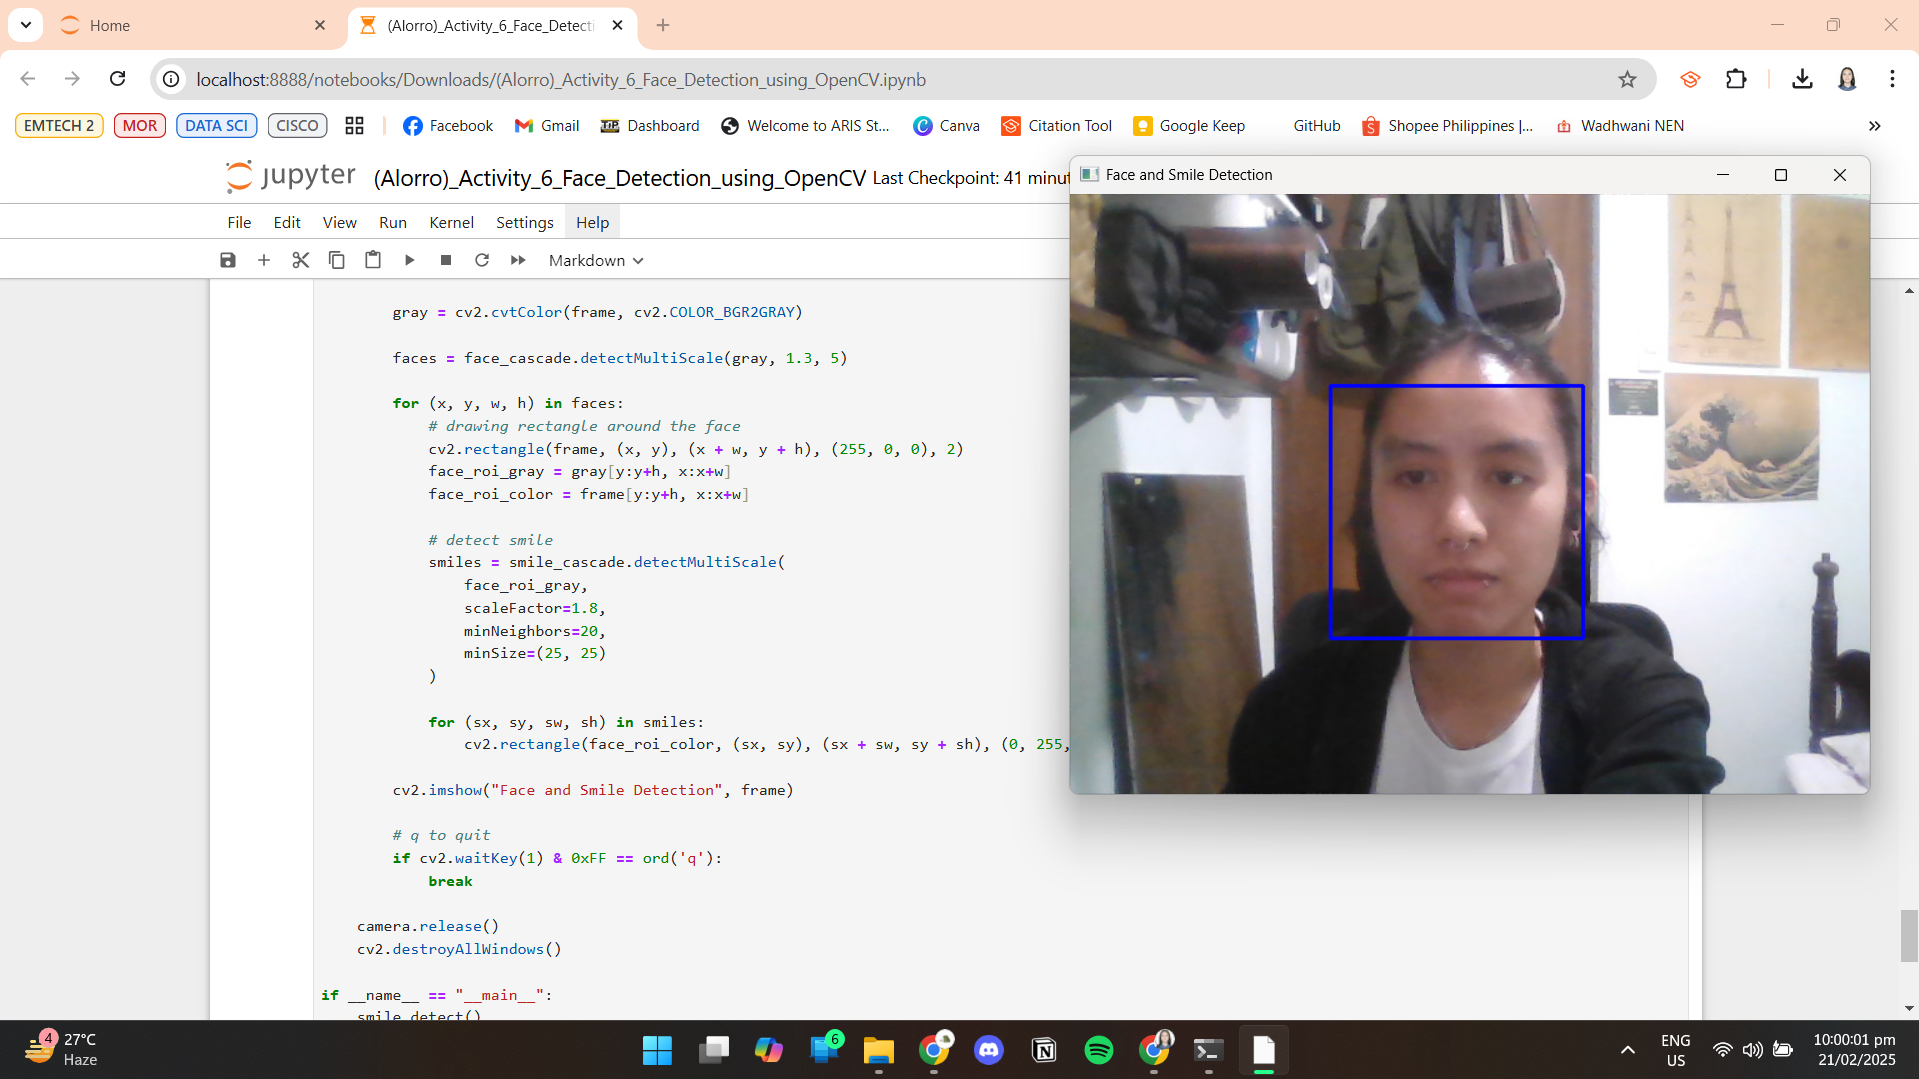 Home
(Alorro)_Activity_6_Face_Detecti
localhost:8888/notebooks/Downloads/(Alorro)_Activity_6_Face_Detection_using_OpenCV.ipynb
EMTECH 2 MOR DATA SCI CISCO Facebook Gmail Dashboard Welcome to ARIS St... Canva Citation Tool Google Keep GitHub Shopee Philippines |... Wadhwani NEN
jupyter (Alorro)_Activity_6_Face_Detection_using_OpenCV Last Checkpoint: 41 minut
Face and Smile Detection
File Edit View Run Kernel Settings Help
Markdown
gray = cv2.cvtColor(frame, cv2.COLOR_BGR2GRAY)
faces = face_cascade.detectMultiScale(gray, 1.3, 5)
for (x, y, w, h) in faces:
# drawing rectangle around the face
cv2.rectangle(frame, (x, y), (x + w, y + h), (255, 0, 0), 2)
face_roi_gray = gray[y:y+h, x:x+w]
face_roi_color = frame[y:y+h, x:x+w]
# detect smile
smiles = smile_cascade.detectMultiScale(
face_roi_gray,
scaleFactor=1.8,
minNeighbors=20,
minSize=(25, 25)
)
for (sx, sy, sw, sh) in smiles:
cv2.rectangle(face_roi_color, (sx, sy), (sx + sw, sy + sh), (0, 255,
cv2.imshow("Face and Smile Detection", frame)
# q to quit
if cv2.waitKey(1) & 0xFF == ord('q'):
break
camera.release()
cv2.destroyAllWindows()
if __name__ == "__main__":
smile_detect()
4
27°C
Haze
6
ENG
US
10:00:01 pm
21/02/2025